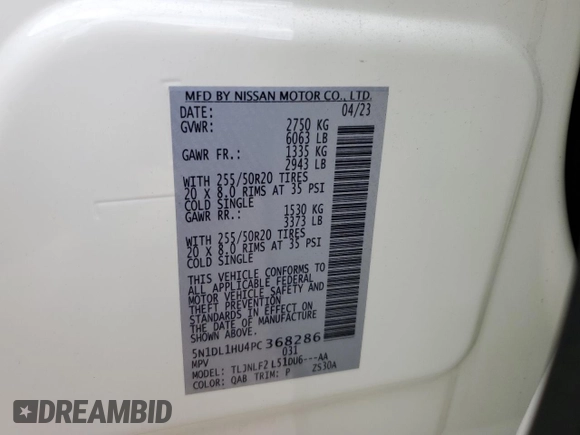 MFD BY NISSAN MOTOR CO., LTD.
DATE: 04/23
GVWR: 2750 KG
6063 LB
GAWR FR.: 1335 KG
2943 LB
WITH 255/50R20 TIRES
20 X 8.0 RIMS AT 35 PSI
COLD SINGLE
GAWR RR.: 1530 KG
3373 LB
WITH 255/50R20 TIRES
20 X 8.0 RIMS AT 35 PSI
COLD SINGLE
THIS VEHICLE CONFORMS TO
ALL APPLICABLE FEDERAL
MOTOR VEHICLE SAFETY AND
THEFT PREVENTION
STANDARDS IN EFFECT ON
THE DATE OF MANUFACTURE
SHOWN ABOVE.
5N1DL1HU4PC368286
MPV 031
MODEL: TLJNLF2 L51DU6---AA
COLOR: QAB TRIM: P ZS30A
DREAMBID